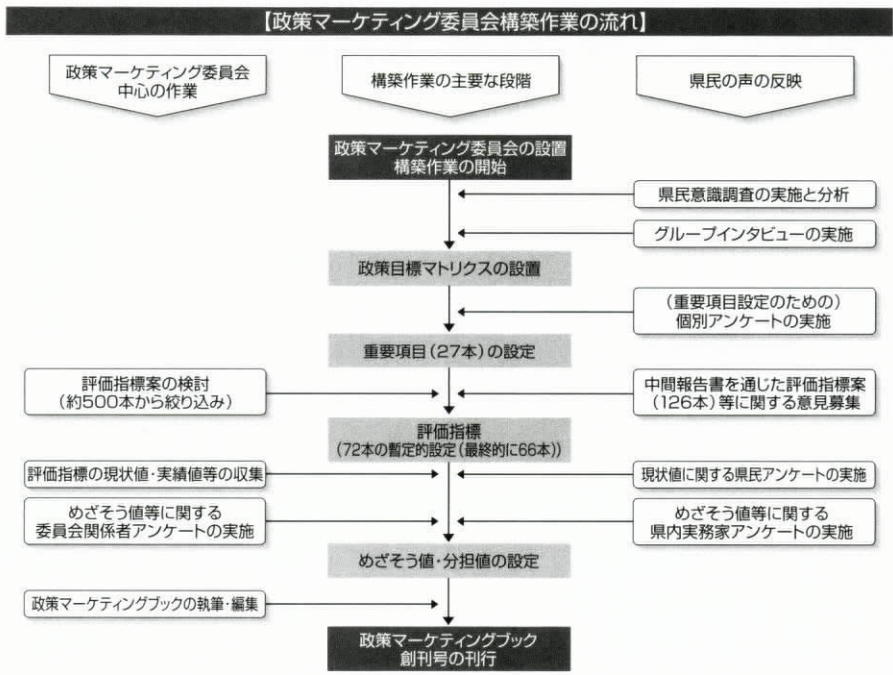 【政策マーケティング委員会構築作業の流れ】
政策マーケティング委員会
中心の作業
構築作業の主要な段階
県民の声の反映
政策マーケティング委員会の設置
構築作業の開始
県民意識調査の実施と分析
グループインタビューの実施
政策目標マトリクスの設置
(重要項目設定のための)
個別アンケートの実施
重要項目(27本)の設定
評価指標案の検討
(約500本から絞り込み)
中間報告書を通じた評価指標案
(126本)等に関する意見募集
評価指標
(72本の暫定的設定(最終的に66本))
評価指標の現状値・実績値等の収集
現状値に関する県民アンケートの実施
めざそう値等に関する
委員会関係者アンケートの実施
めざそう値等に関する
県内実務家アンケートの実施
めざそう値・分担値の設定
政策マーケティングブックの執筆・編集
政策マーケティングブック
創刊号の刊行